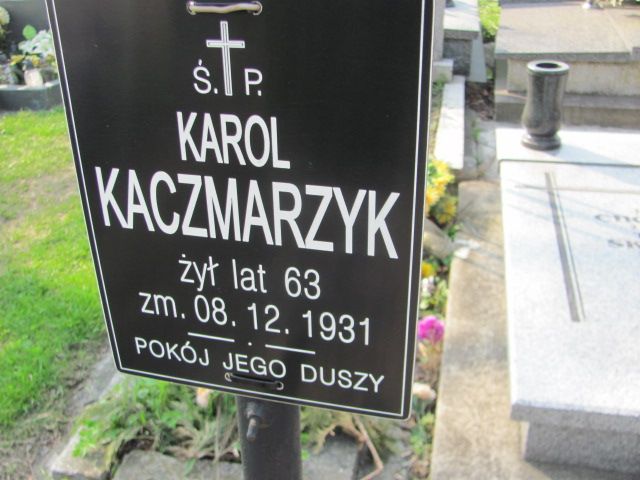 Ś. P.
KAROL
KACZMARZYK
żył lat 63
zm. 08. 12. 1931
POKÓJ JEGO DUSZY